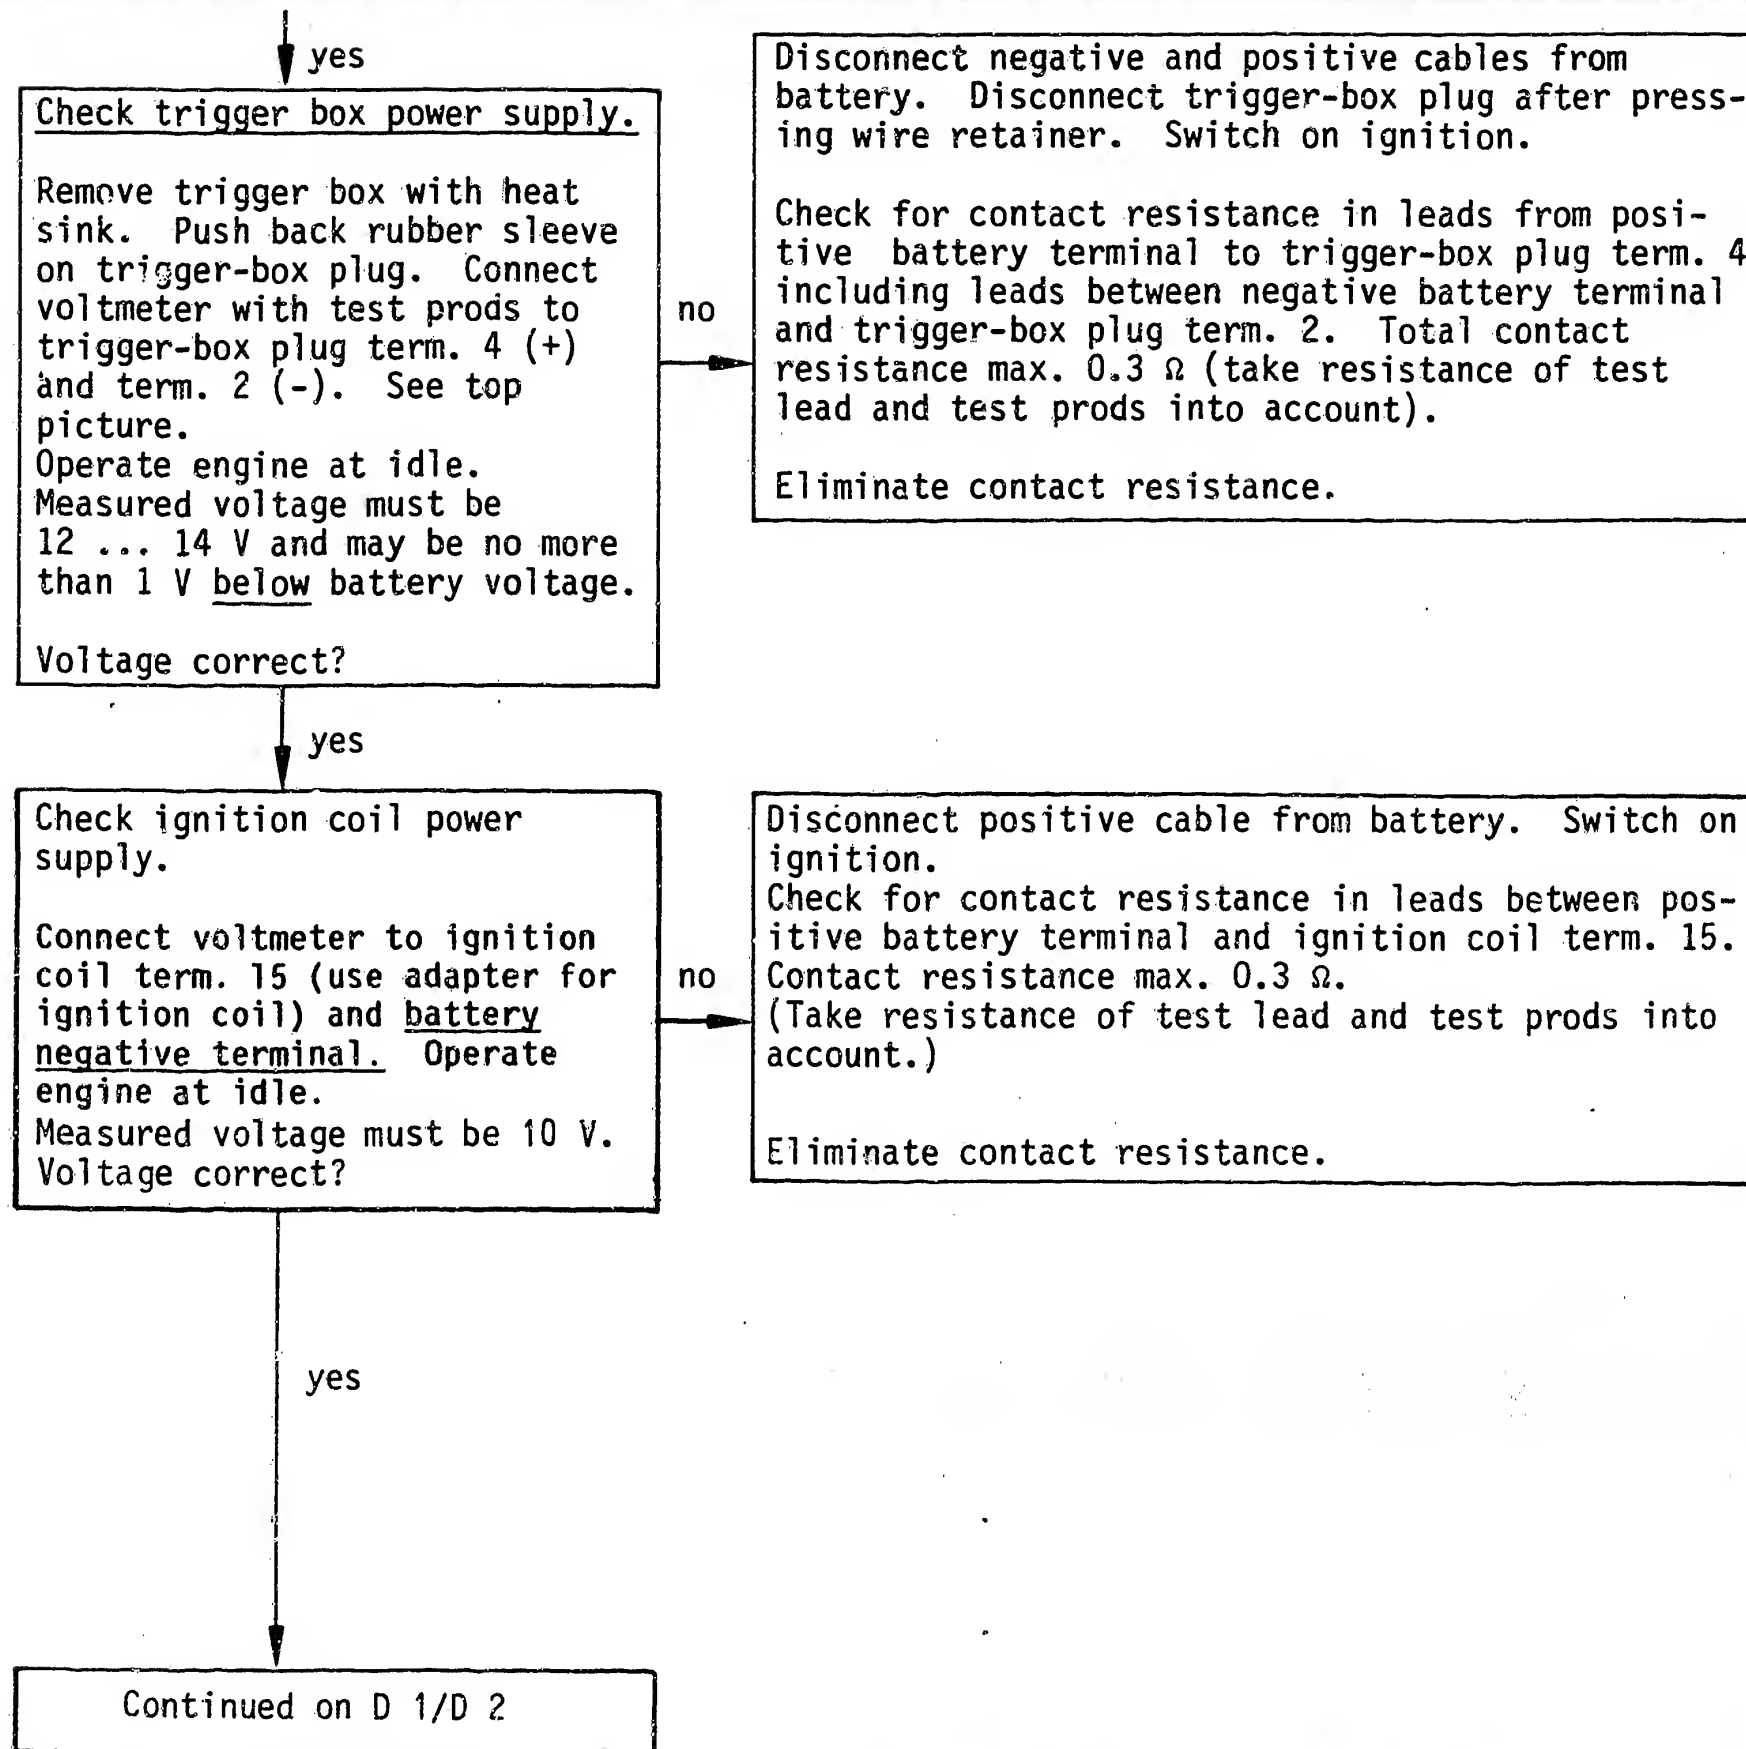 yes
Check trigger box power supply.
Remove trigger box with heat
sink. Push back rubber sleeve
on trigger-box plug. Connect
voltmeter with test prods to
trigger-box plug term. 4 (+)
and term. 2 (-). See top
picture.
Operate engine at idle.
Measured voltage must be
12 ... 14 V and may be no more
than 1 V below battery voltage.
Voltage correct?
no
Disconnect negative and positive cables from
battery. Disconnect trigger-box plug after press-
ing wire retainer. Switch on ignition.
Check for contact resistance in leads from posi-
tive battery terminal to trigger-box plug term. 4
including leads between negative battery terminal
and trigger-box plug term. 2. Total contact
resistance max. 0.3 Ω (take resistance of test
lead and test prods into account).
Eliminate contact resistance.
yes
Check ignition coil power
supply.
Connect voltmeter to ignition
coil term. 15 (use adapter for
ignition coil) and battery
negative terminal. Operate
engine at idle.
Measured voltage must be 10 V.
Voltage correct?
no
Disconnect positive cable from battery. Switch on
ignition.
Check for contact resistance in leads between pos-
itive battery terminal and ignition coil term. 15.
Contact resistance max. 0.3 Ω.
(Take resistance of test lead and test prods into
account.)
Eliminate contact resistance.
yes
Continued on D 1/D 2